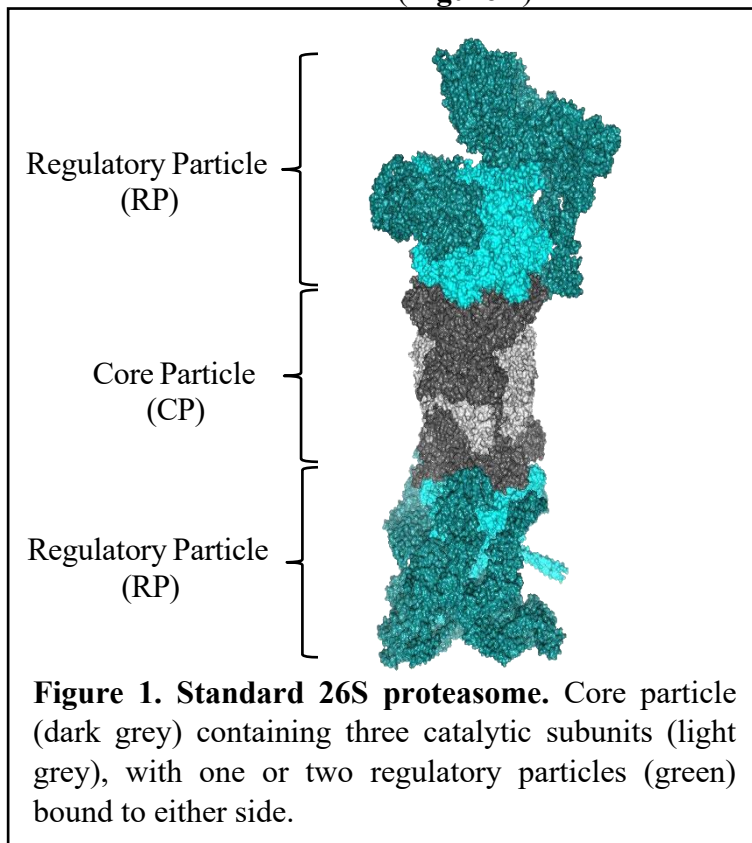 Regulatory Particle
(RP)
Core Particle
(CP)
Regulatory Particle
(RP)
Figure 1. Standard 26S proteasome. Core particle
(dark grey) containing three catalytic subunits (light
grey), with one or two regulatory particles (green)
bound to either side.